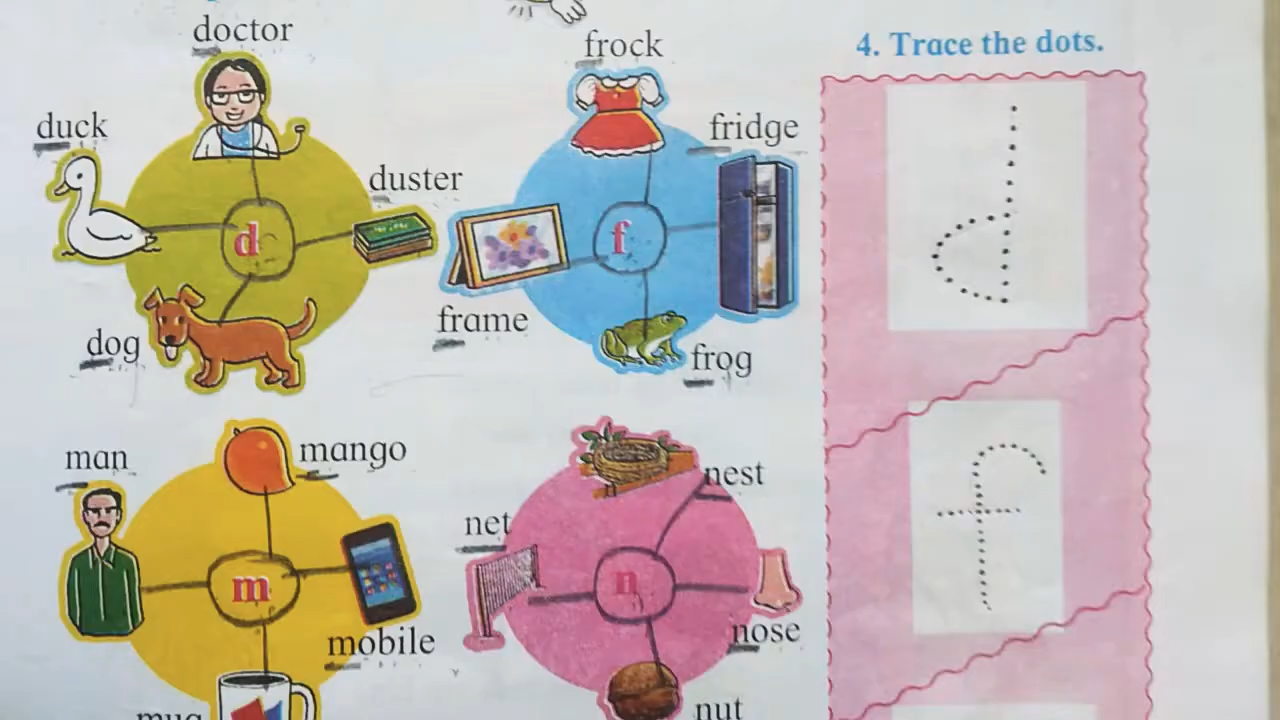 doctor
duck
duster
d
dog
frock
fridge
f
frame
frog
man
mango
m
mobile
mug
nest
net
n
nose
nut
4. Trace the dots.
d
f